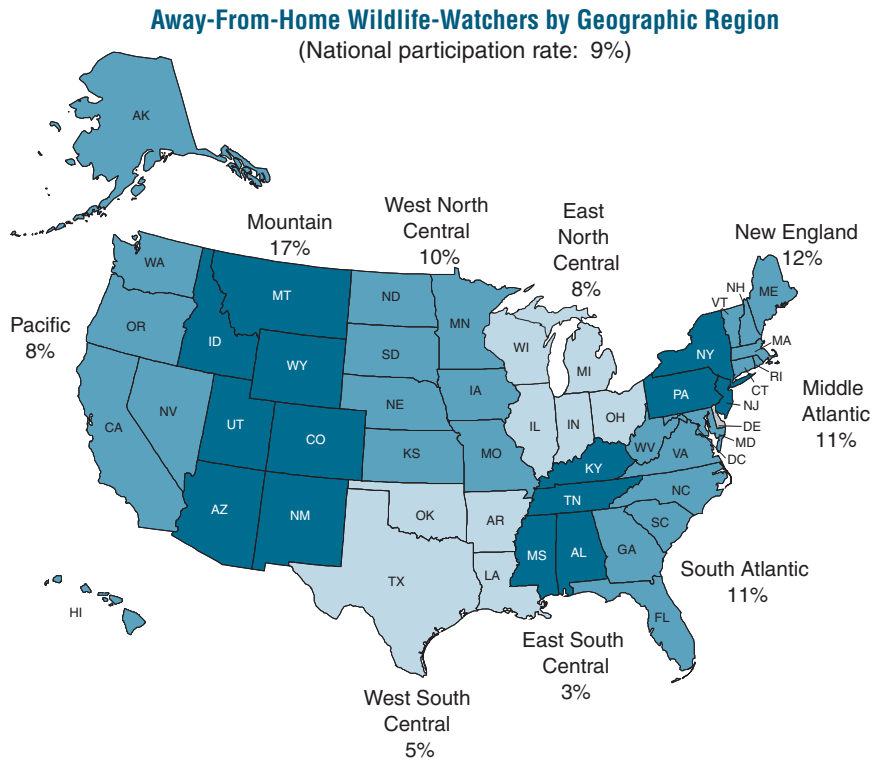 Away-From-Home Wildlife-Watchers by Geographic Region
(National participation rate: 9%)
AK
Mountain
17%
West North
Central
10%
East
North
Central
8%
New England
12%
Pacific
8%
Middle
Atlantic
11%
South Atlantic
11%
East South
Central
3%
West South
Central
5%
WA
OR
CA
NV
ID
MT
WY
UT
CO
AZ
NM
ND
SD
NE
KS
MN
IA
MO
WI
MI
IL
IN
OH
OK
AR
TX
LA
KY
TN
MS
AL
NY
PA
VT
NH
ME
MA
RI
CT
NJ
DE
MD
DC
WV
VA
NC
SC
GA
FL
HI